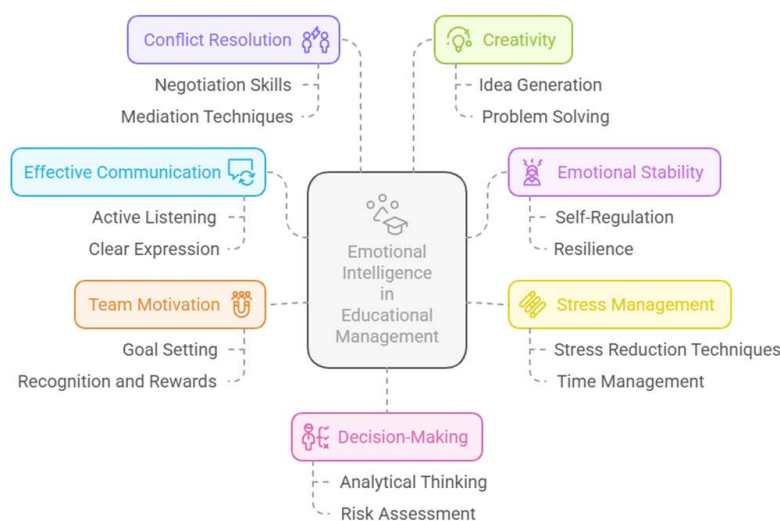 Conflict Resolution
Negotiation Skills
Mediation Techniques
Creativity
Idea Generation
Problem Solving
Effective Communication
Active Listening
Clear Expression
Emotional Stability
Self-Regulation
Resilience
Emotional
Intelligence
in
Educational
Management
Team Motivation
Goal Setting
Recognition and Rewards
Stress Management
Stress Reduction Techniques
Time Management
Decision-Making
Analytical Thinking
Risk Assessment